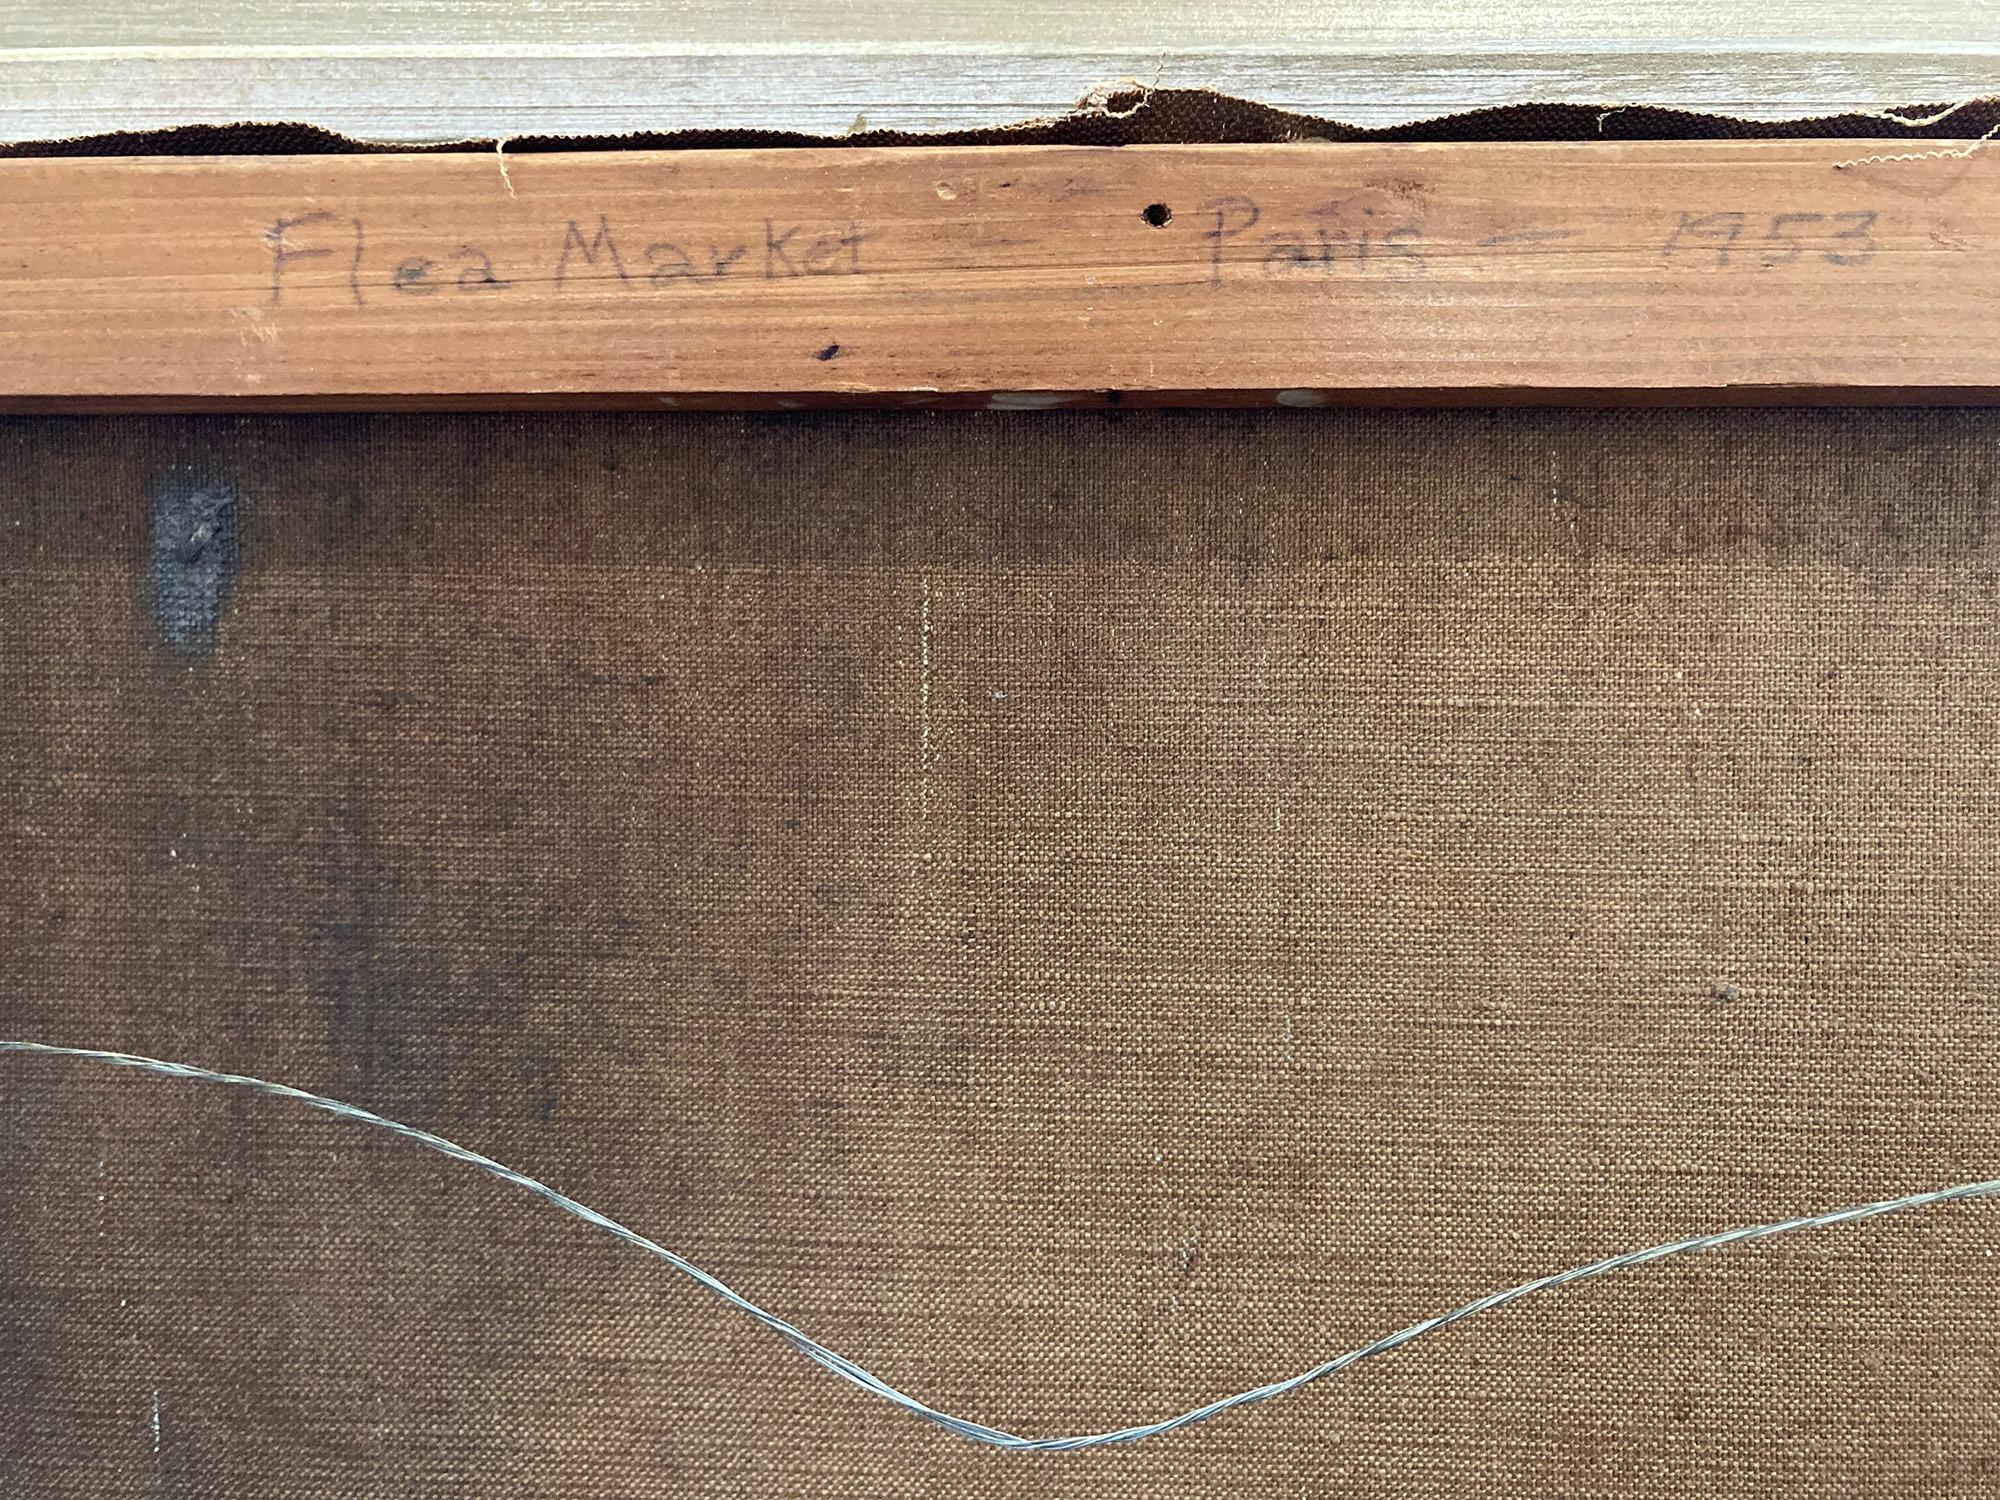 Flea Market - Paris - 1953